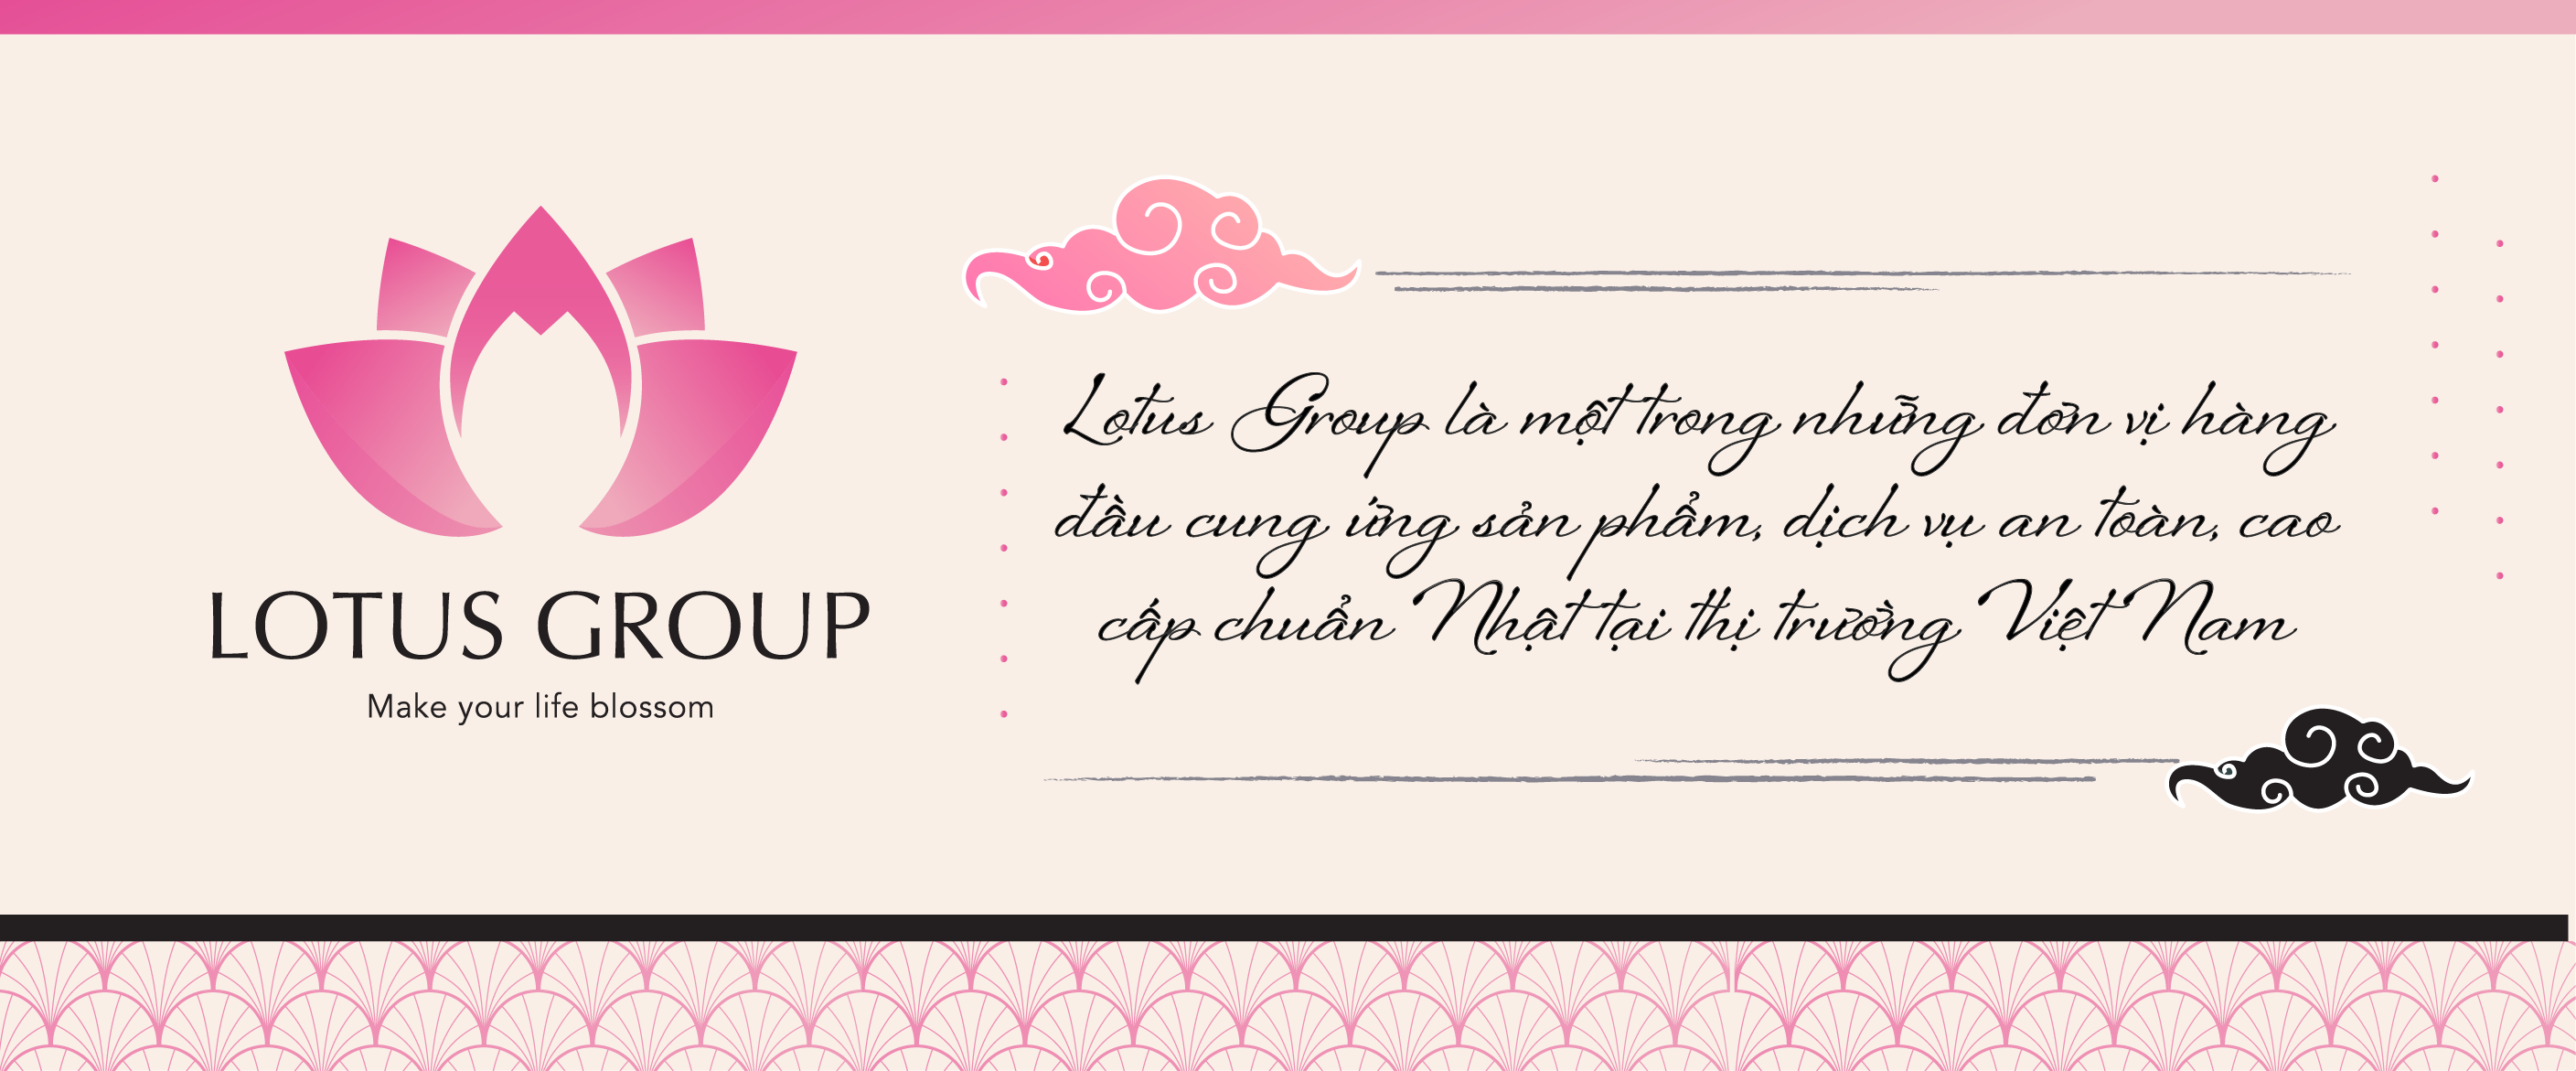 LOTUS GROUP
Make your life blossom
Lotus Group là một trong những đơn vị hàng
đầu cung ứng sản phẩm, dịch vụ an toàn, cao
cấp chuẩn Nhật tại thị trường Việt Nam